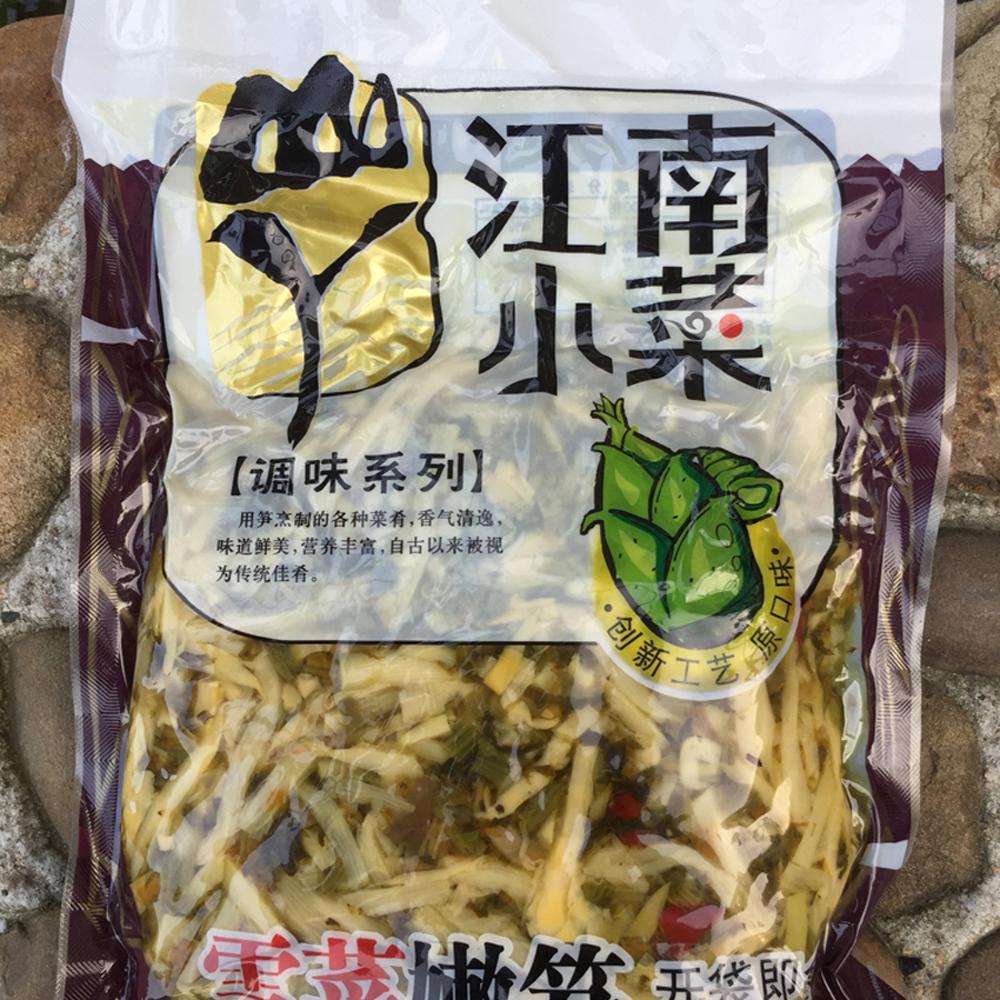 江南
小菜
【调味系列】
用笋烹制的各种菜肴,香气清逸,
味道鲜美,营养丰富,自古以来被视
为传统佳肴。
·创新工艺 原口味·
雪菜嫩笋 开袋即